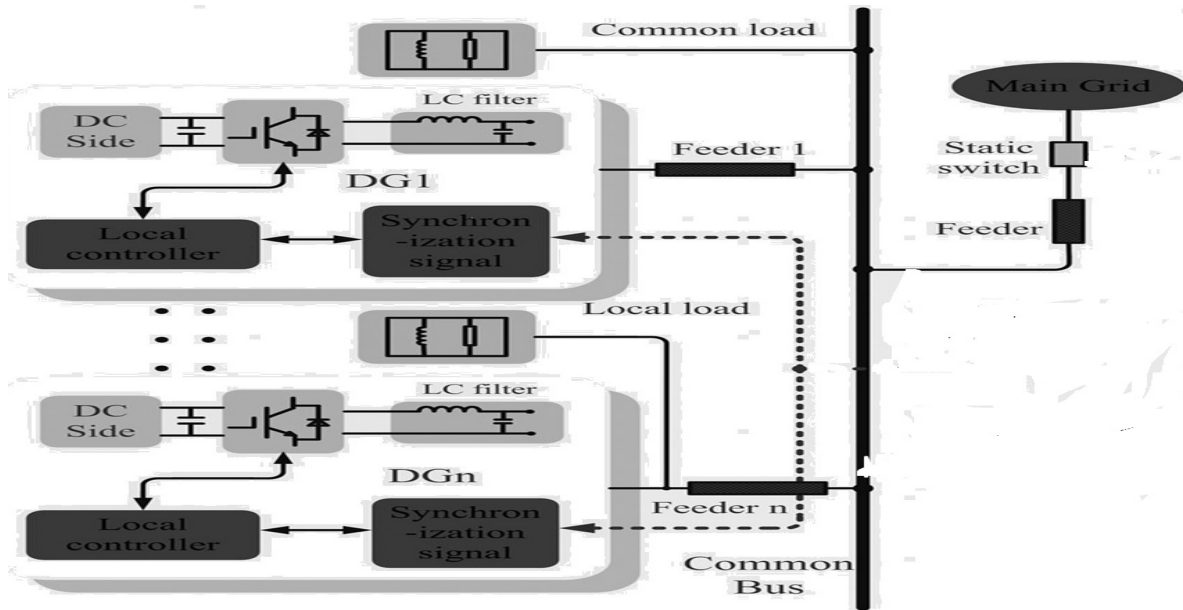 Common load
DC
Side
LC filter
DG1
Local
controller
Synchron
-ization
signal
Feeder 1
Main Grid
Static
switch
Feeder
Local load
DC
Side
LC filter
DGn
Local
controller
Synchron
-ization
signal
Feeder n
Common
Bus